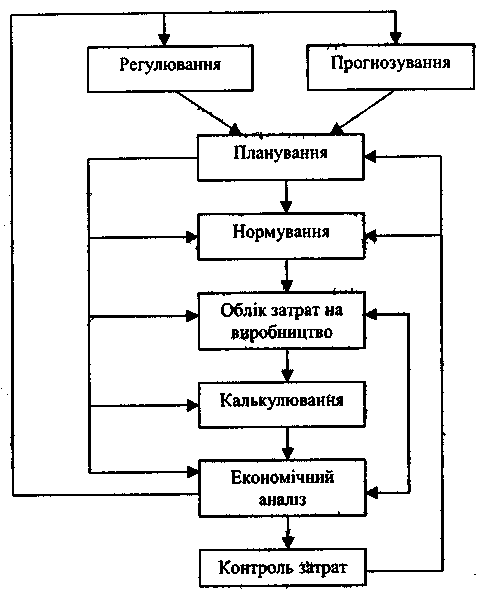 Регулювання
Прогнозування
Планування
Нормування
Облік затрат на
виробництво
Калькулювання
Економічний
аналіз
Контроль затрат